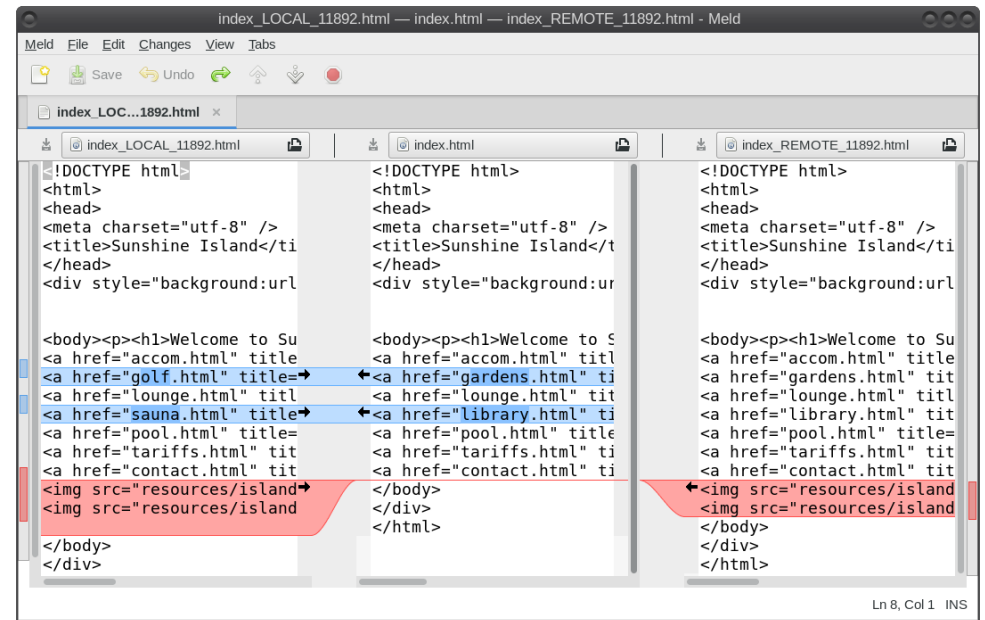 index_LOCAL_11892.html — index.html — index_REMOTE_11892.html - Meld
Meld File Edit Changes View Tabs
Save Undo
index_LOC...1892.html ×
index_LOCAL_11892.html
<!DOCTYPE html>
<html>
<head>
<meta charset="utf-8" />
<title>Sunshine Island</ti
</head>
<div style="background:url
<body><p><h1>Welcome to Su
<a href="accom.html" title
<a href="golf.html" title=
<a href="lounge.html" titl
<a href="sauna.html" title
<a href="pool.html" title=
<a href="tariffs.html" tit
<a href="contact.html" tit
<img src="resources/island
<img src="resources/island
</body>
</div>
index.html
<!DOCTYPE html>
<html>
<head>
<meta charset="utf-8" />
<title>Sunshine Island</t
</head>
<div style="background:ur
<body><p><h1>Welcome to S
<a href="accom.html" titl
<a href="gardens.html" ti
<a href="lounge.html" tit
<a href="library.html" ti
<a href="pool.html" title
<a href="tariffs.html" ti
<a href="contact.html" ti
</body>
</div>
</html>
index_REMOTE_11892.html
<!DOCTYPE html>
<html>
<head>
<meta charset="utf-8" />
<title>Sunshine Island</ti
</head>
<div style="background:url
<body><p><h1>Welcome to Su
<a href="accom.html" title
<a href="gardens.html" tit
<a href="lounge.html" titl
<a href="library.html" tit
<a href="pool.html" title=
<a href="tariffs.html" tit
<a href="contact.html" tit
<img src="resources/island
<img src="resources/island
</body>
</div>
</html>
Ln 8, Col 1 INS